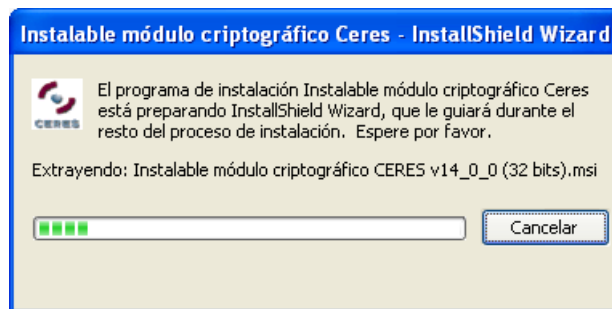 Instalable módulo criptográfico Ceres - InstallShield Wizard
El programa de instalación Instalable módulo criptográfico Ceres
está preparando InstallShield Wizard, que le guiará durante el
resto del proceso de instalación. Espere por favor.
CERES
Extrayendo: Instalable módulo criptográfico CERES v14_0_0 (32 bits).msi
Cancelar